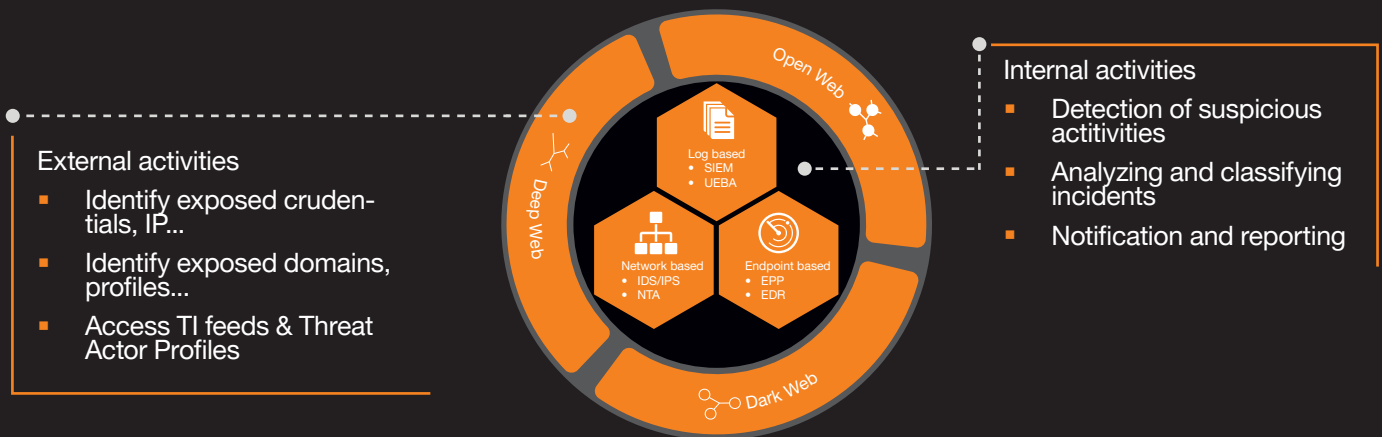 External activities
▪ Identify exposed cruden-
tials, IP...
▪ Identify exposed domains,
profiles...
▪ Access TI feeds & Threat
Actor Profiles
Open Web
Deep Web
Dark Web
Log based
• SIEM
• UEBA
Network based
• IDS/IPS
• NTA
Endpoint based
• EPP
• EDR
Internal activities
▪ Detection of suspicious
actitivities
▪ Analyzing and classifying
incidents
▪ Notification and reporting